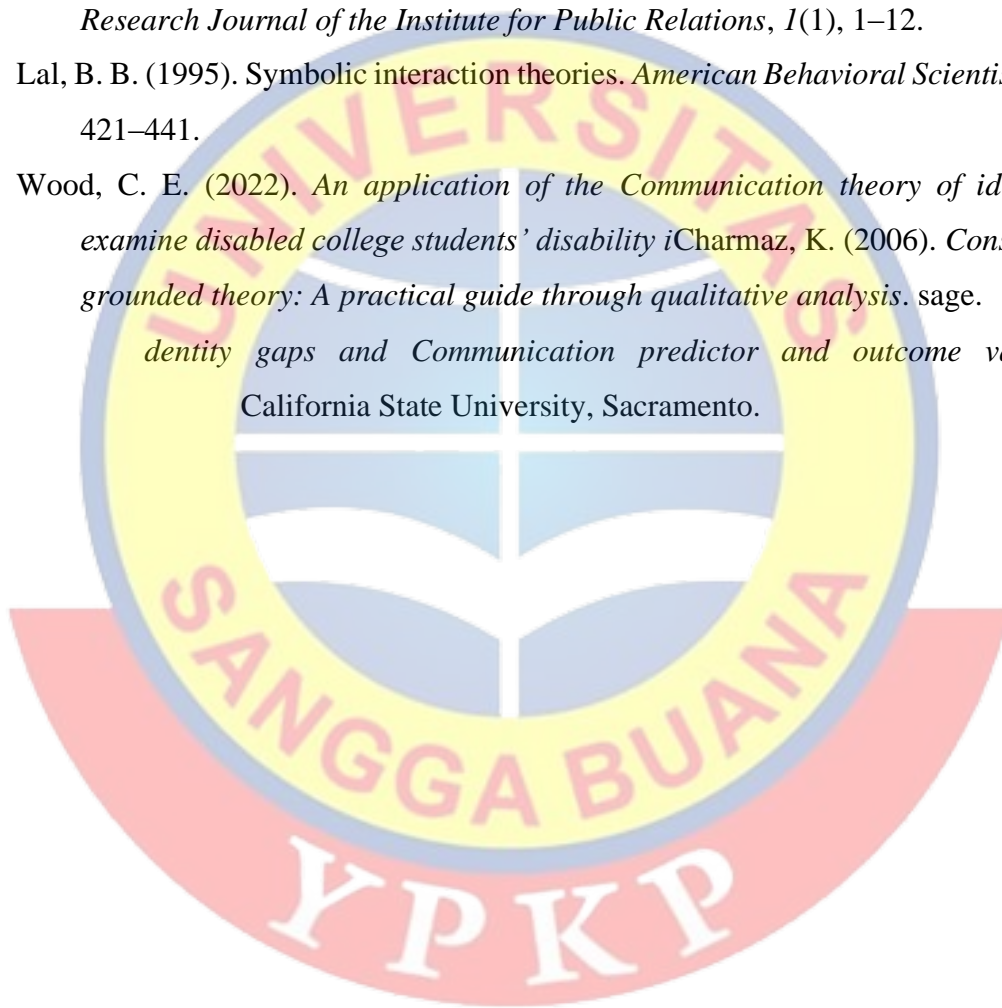 Research Journal of the Institute for Public Relations, 1(1), 1–12.
Lal, B. B. (1995). Symbolic interaction theories. American Behavioral
421–441.
Wood, C. E. (2022). An application of the Communication theory of
examine disabled college students’ disability iCharmaz, K. (2006).
grounded theory: A practical guide through qualitative analysis. sage.
dentity gaps and Communication predictor and outcome
California State University, Sacramento.
UNIVERSITAS
SANGGA BUANA
YPKP